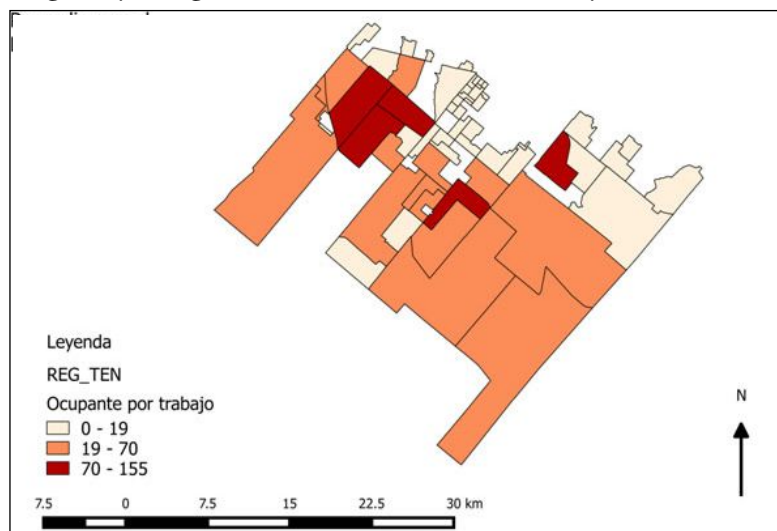 Leyenda
REG_TEN
Ocupante por trabajo
0 - 19
19 - 70
70 - 155
N
7.5 0 7.5 15 22.5 30 km